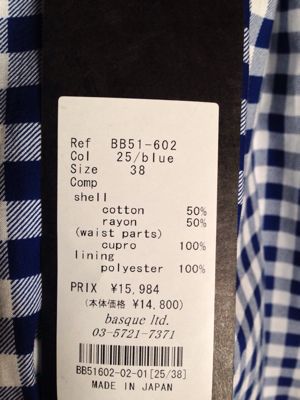 Ref BB51-602
Col 25/blue
Size 38
Comp
shell
cotton 50%
rayon 50%
(waist parts)
cupro 100%
lining
polyester 100%
PRIX ¥15,984
(本体価格 ¥14,800)
basque ltd.
03-5721-7371
BB51602-02-01[25/38]
MADE IN JAPAN